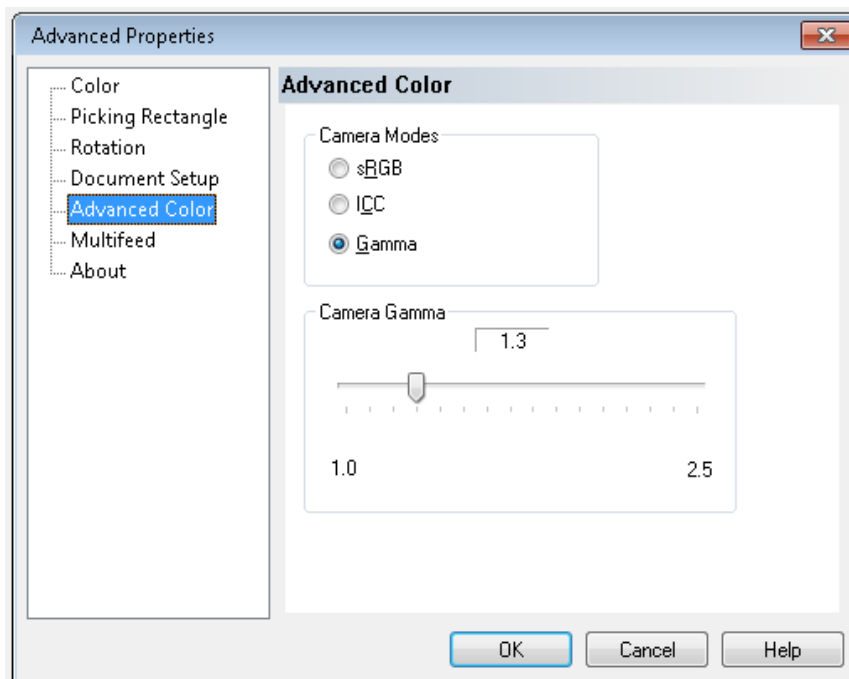 Advanced Properties
Color
Picking Rectangle
Rotation
Document Setup
Advanced Color
Multifeed
About
Advanced Color
Camera Modes
sRGB
ICC
Gamma
Camera Gamma
1.3
1.0 2.5
OK Cancel Help